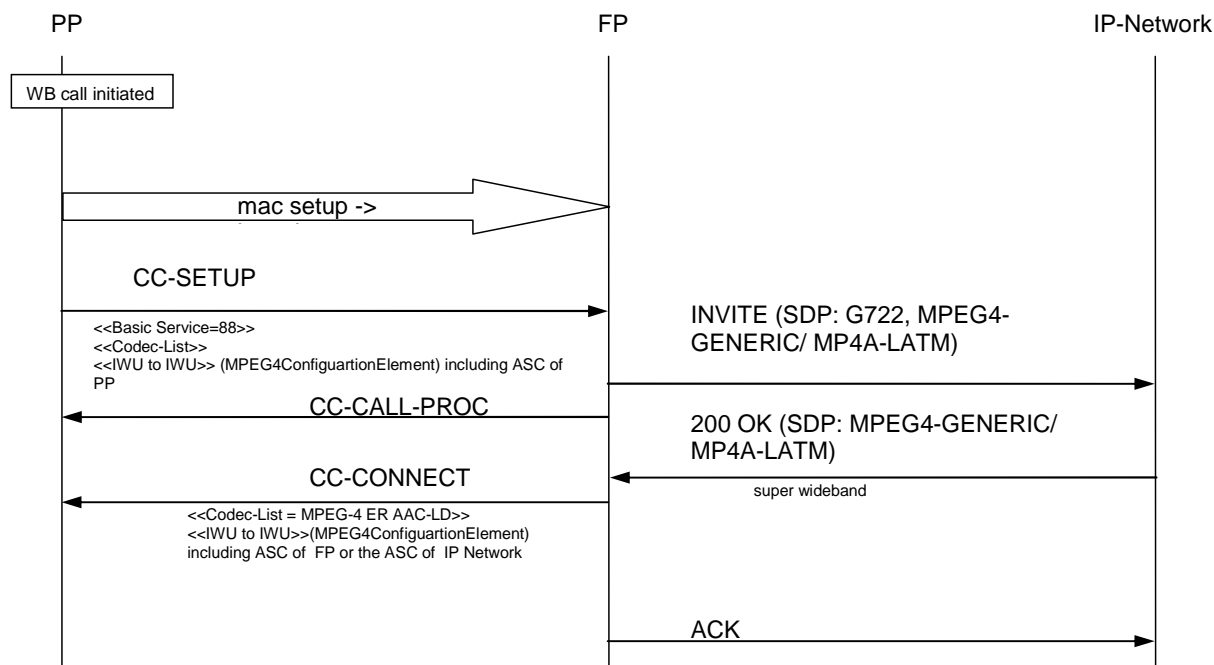 PP
FP
IP-Network
WB call initiated
mac setup ->
CC-SETUP
<<Basic Service=88>>
<<Codec-List>>
<<IWU to IWU>> (MPEG4ConfiguartionElement) including ASC of
PP
INVITE (SDP: G722, MPEG4-
GENERIC/ MP4A-LATM)
CC-CALL-PROC
200 OK (SDP: MPEG4-GENERIC/
MP4A-LATM)
super wideband
CC-CONNECT
<<Codec-List = MPEG-4 ER AAC-LD>>
<<IWU to IWU>>(MPEG4ConfiguartionElement)
including ASC of  FP or the ASC of  IP Network
ACK